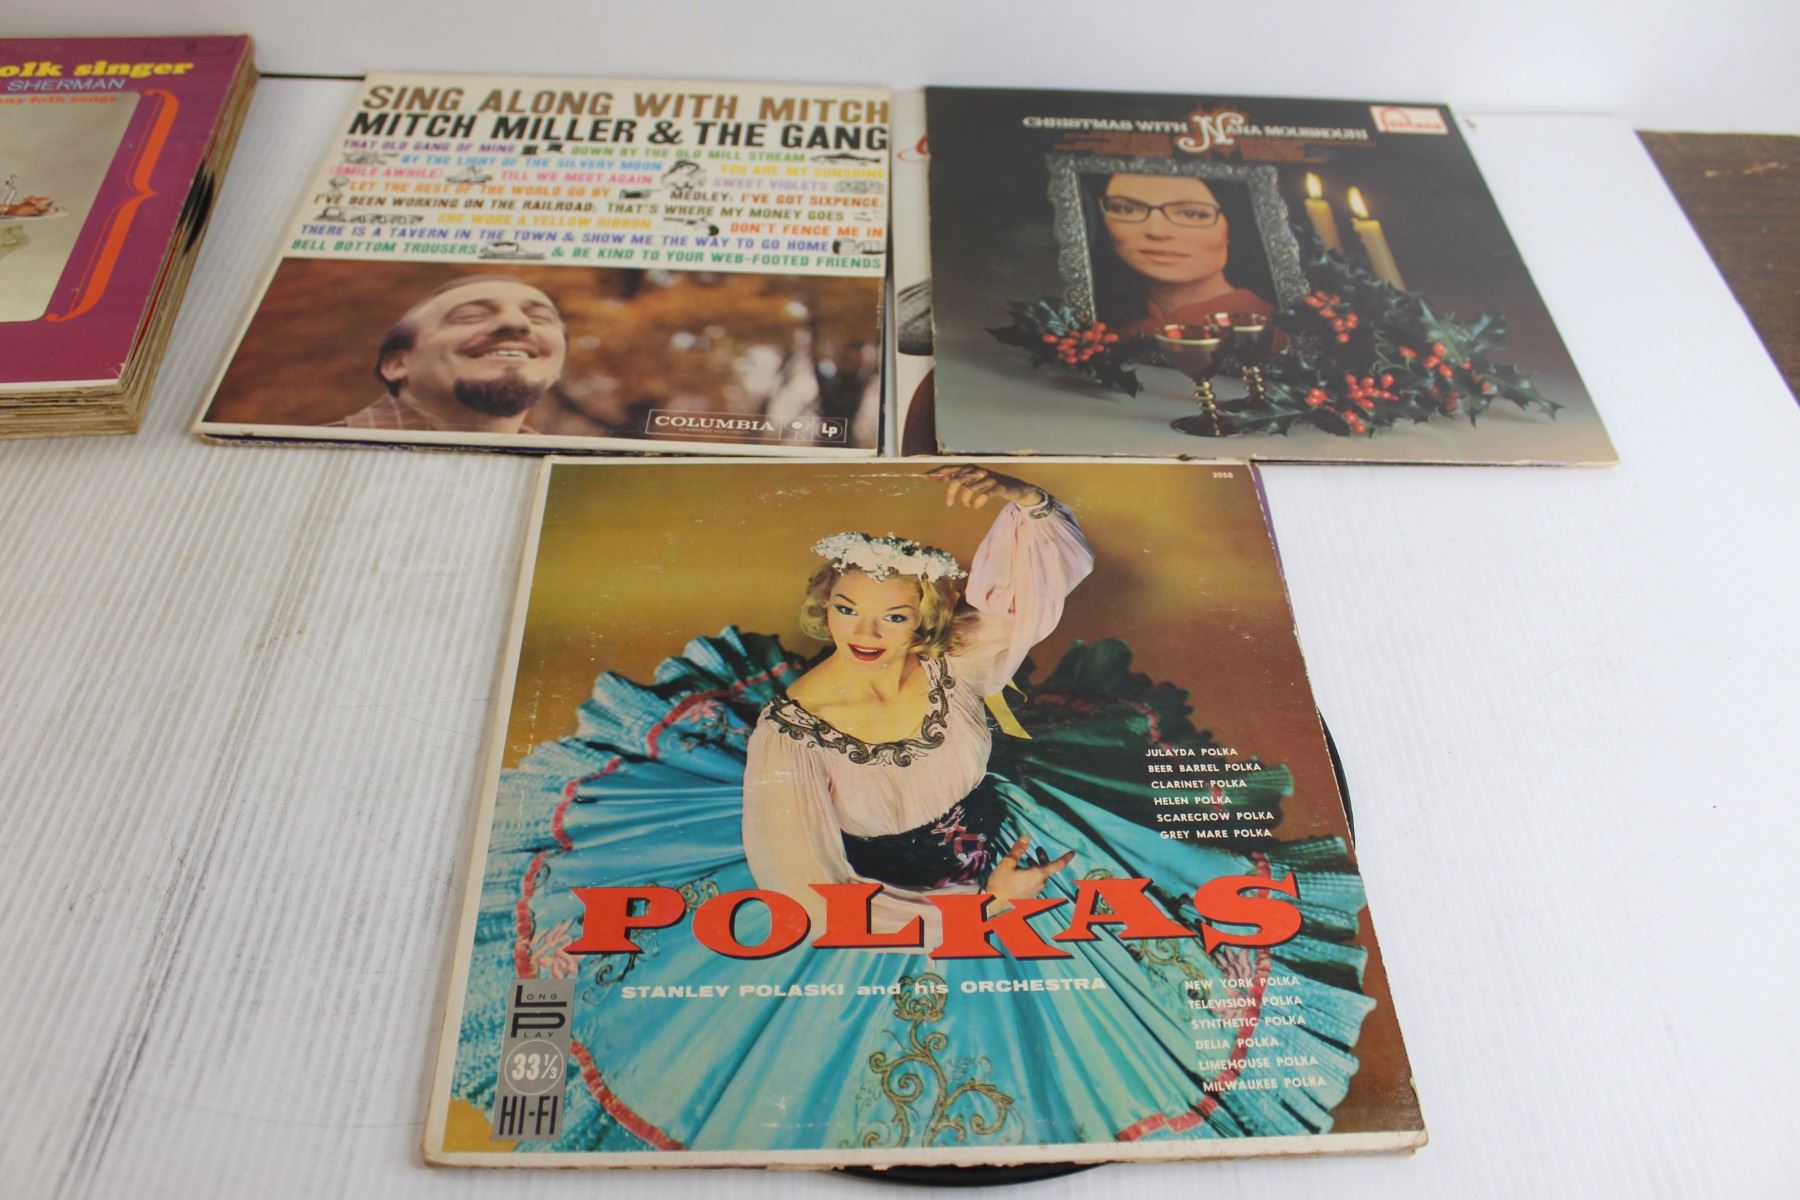 olk singer
SHERMAN
ny folk songs
SING ALONG WITH MITCH
MITCH MILLER & THE GANG
THAT OLD GANG OF MINE DOWN BY THE OLD MILL STREAM
BY THE LIGHT OF THE SILVERY MOON YOU ARE MY SUNSHINE
(SMILE AWHILE) TILL WE MEET AGAIN SWEET VIOLETS
LET THE REST OF THE WORLD GO BY MEDLEY: I'VE GOT SIXPENCE;
I'VE BEEN WORKING ON THE RAILROAD; THAT'S WHERE MY MONEY GOES
SHE WORE A YELLOW RIBBON DON'T FENCE ME IN
THERE IS A TAVERN IN THE TOWN & SHOW ME THE WAY TO GO HOME
BELL BOTTOM TROUSERS & BE KIND TO YOUR WEB-FOOTED FRIENDS
COLUMBIA
Lp
CHRISTMAS WITH NANA MOUSKOURI
2058
JULAYDA POLKA
BEER BARREL POLKA
CLARINET POLKA
HELEN POLKA
SCARECROW POLKA
GREY MARE POLKA
POLKAS
STANLEY POLASKI and his ORCHESTRA
NEW YORK POLKA
TELEVISION POLKA
SYNTHETIC POLKA
DELIA POLKA
LIMEHOUSE POLKA
MILWAUKEE POLKA
LONG
PLAY
33 1/3
HI-FI